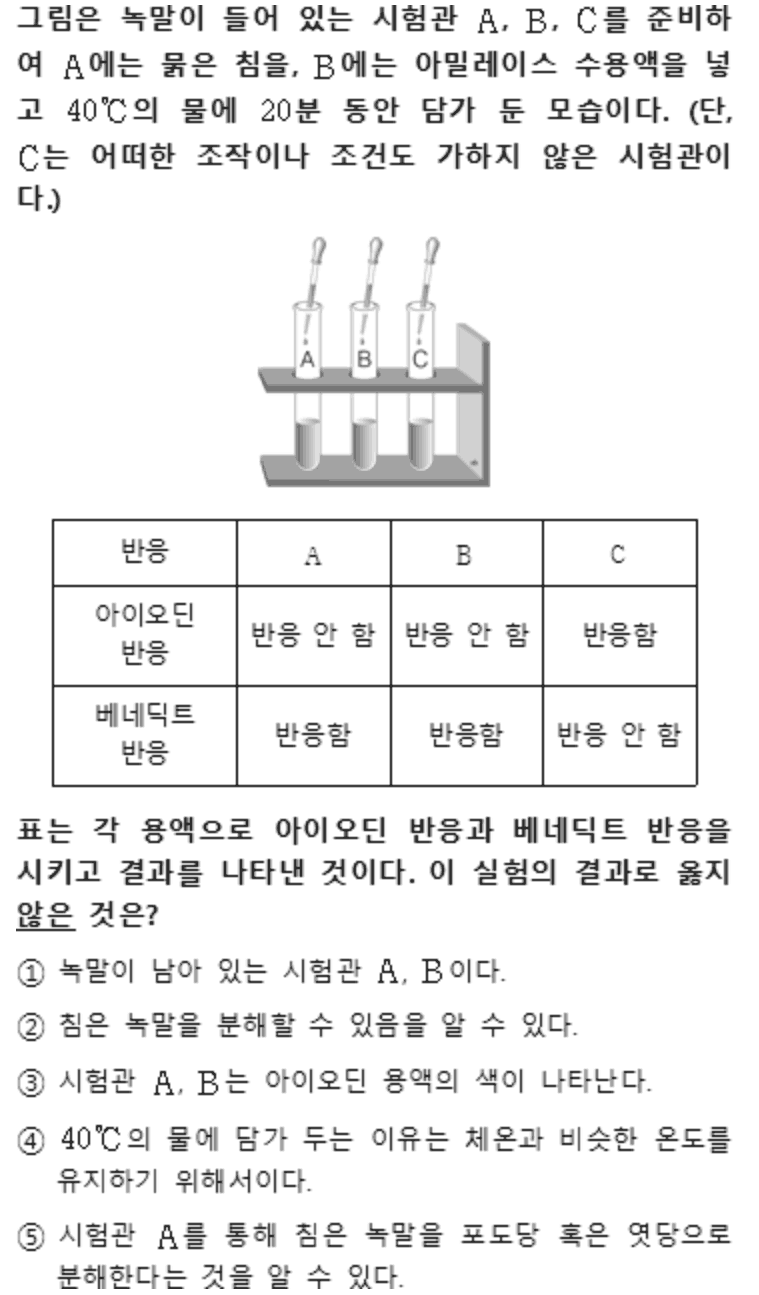 그림은 녹말이 들어 있는 시험관 A, B, C를 준비하
여 A에는 묽은 침을, B에는 아밀레이스 수용액을 넣
고 40℃의 물에 20분 동안 담가 둔 모습이다. (단,
C는 어떠한 조작이나 조건도 가하지 않은 시험관이
다.)
A B C
반응 A B C
아이오딘
반응 반응 안 함 반응 안 함 반응함
베네딕트
반응 반응함 반응함 반응 안 함
표는 각 용액으로 아이오딘 반응과 베네딕트 반응을
시키고 결과를 나타낸 것이다. 이 실험의 결과로 옳지
않은 것은?
① 녹말이 남아 있는 시험관 A, B이다.
② 침은 녹말을 분해할 수 있음을 알 수 있다.
③ 시험관 A, B는 아이오딘 용액의 색이 나타난다.
④ 40℃의 물에 담가 두는 이유는 체온과 비슷한 온도를
유지하기 위해서이다.
⑤ 시험관 A를 통해 침은 녹말을 포도당 혹은 엿당으로
분해한다는 것을 알 수 있다.